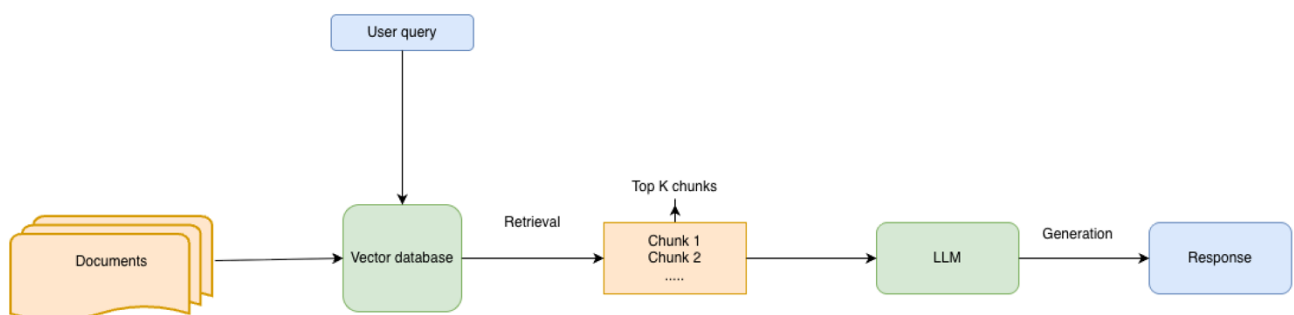 User query
Top K chunks
Retrieval
Generation
Documents
Vector database
Chunk 1
Chunk 2
.....
LLM
Response